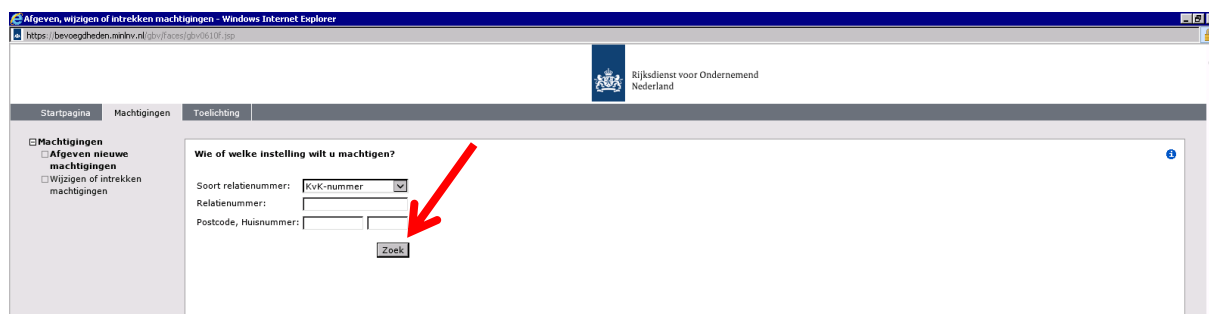 Afgeven, wijzigen of intrekken machtigingen - Windows Internet Explorer
https://bevoegdheden.minlnv.nl/gbv/faces/gbv0610f.jsp
Rijksdienst voor Ondernemend
Nederland
Startpagina Machtigingen Toelichting
Machtigingen
Afgeven nieuwe
machtigingen
Wijzigen of intrekken
machtigingen
Wie of welke instelling wilt u machtigen?
Soort relatienummer: KvK-nummer
Relatienummer:
Postcode, Huisnummer:
Zoek